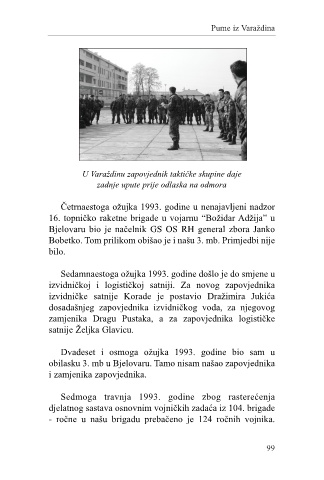 Pume iz Varaždina
U Varaždinu zapovjednik taktičke skupine daje
zadnje upute prije odlaska na odmora
Četrnaestoga ožujka 1993. godine u nenajavljeni nadzor
16. topničko raketne brigade u vojarnu “Božidar Adžija” u
Bjelovaru bio je načelnik GS OS RH general zbora Janko
Bobetko. Tom prilikom obišao je i našu 3. mb. Primjedbi nije
bilo.
Sedamnaestoga ožujka 1993. godine došlo je do smjene u
izvidničkoj i logističkoj satniji. Za novog zapovjednika
izvidničke satnije Korade je postavio Dražimira Jukića
dosadašnjeg zapovjednika izvidničkog voda, za njegovog
zamjenika Dragu Pustaka, a za zapovjednika logističke
satnije Željka Glavicu.
Dvadeset i osmoga ožujka 1993. godine bio sam u
obilasku 3. mb u Bjelovaru. Tamo nisam našao zapovjednika
i zamjenika zapovjednika.
Sedmoga travnja 1993. godine zbog rasterećenja
djelatnog sastava osnovnim vojničkih zadaća iz 104. brigade
- ročne u našu brigadu prebačeno je 124 ročnih vojnika.
99